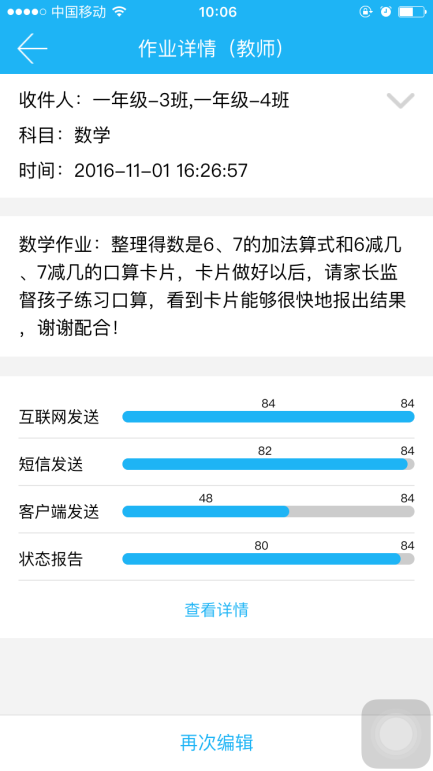 中国移动 10:06
作业详情（教师）
收件人：一年级-3班,一年级-4班
科目：数学
时间：2016-11-01 16:26:57
数学作业：整理得数是6、7的加法算式和6减几
、7减几的口算卡片，卡片做好以后，请家长监
督孩子练习口算，看到卡片能够很快地报出结果
，谢谢配合！
84 84
互联网发送
82 84
短信发送
48 84
客户端发送
80 84
状态报告
查看详情
再次编辑